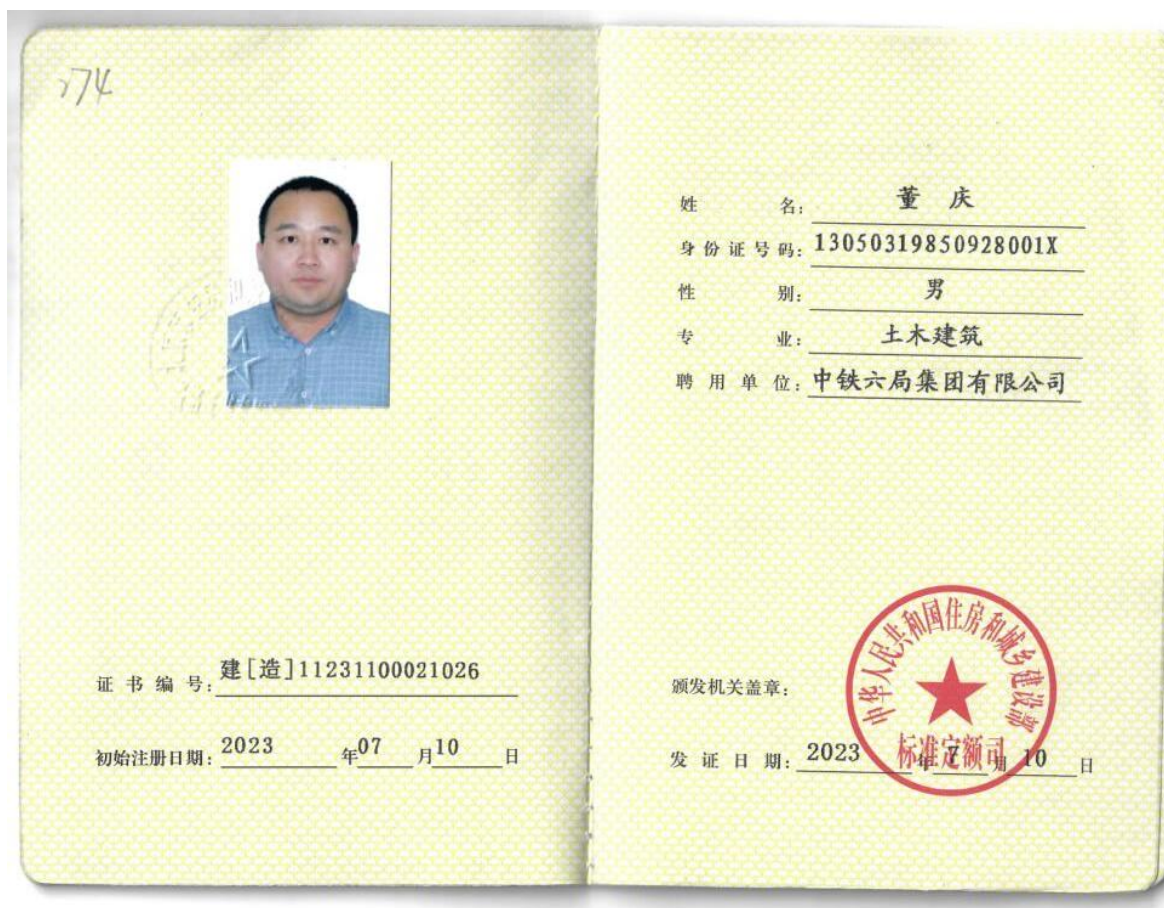 274
证书编号:建[造]11231100021026
初始注册日期:2023年07月10日
姓名:董庆
身份证号码:13050319850928001X
性别:男
专业:土木建筑
聘用单位:中铁六局集团有限公司
中华人民共和国住房和城乡建设部
标准定额司
颁发机关盖章:
发证日期:2023年7月10日